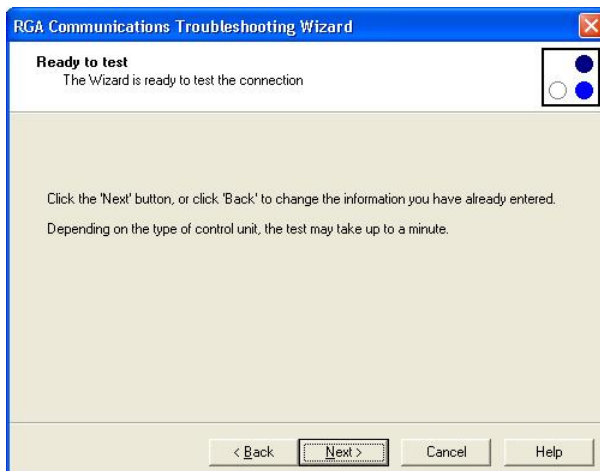 RGA Communications Troubleshooting Wizard
Ready to test
The Wizard is ready to test the connection
Click the 'Next' button, or click 'Back' to change the information you have already entered.
Depending on the type of control unit, the test may take up to a minute.
< Back Next > Cancel Help